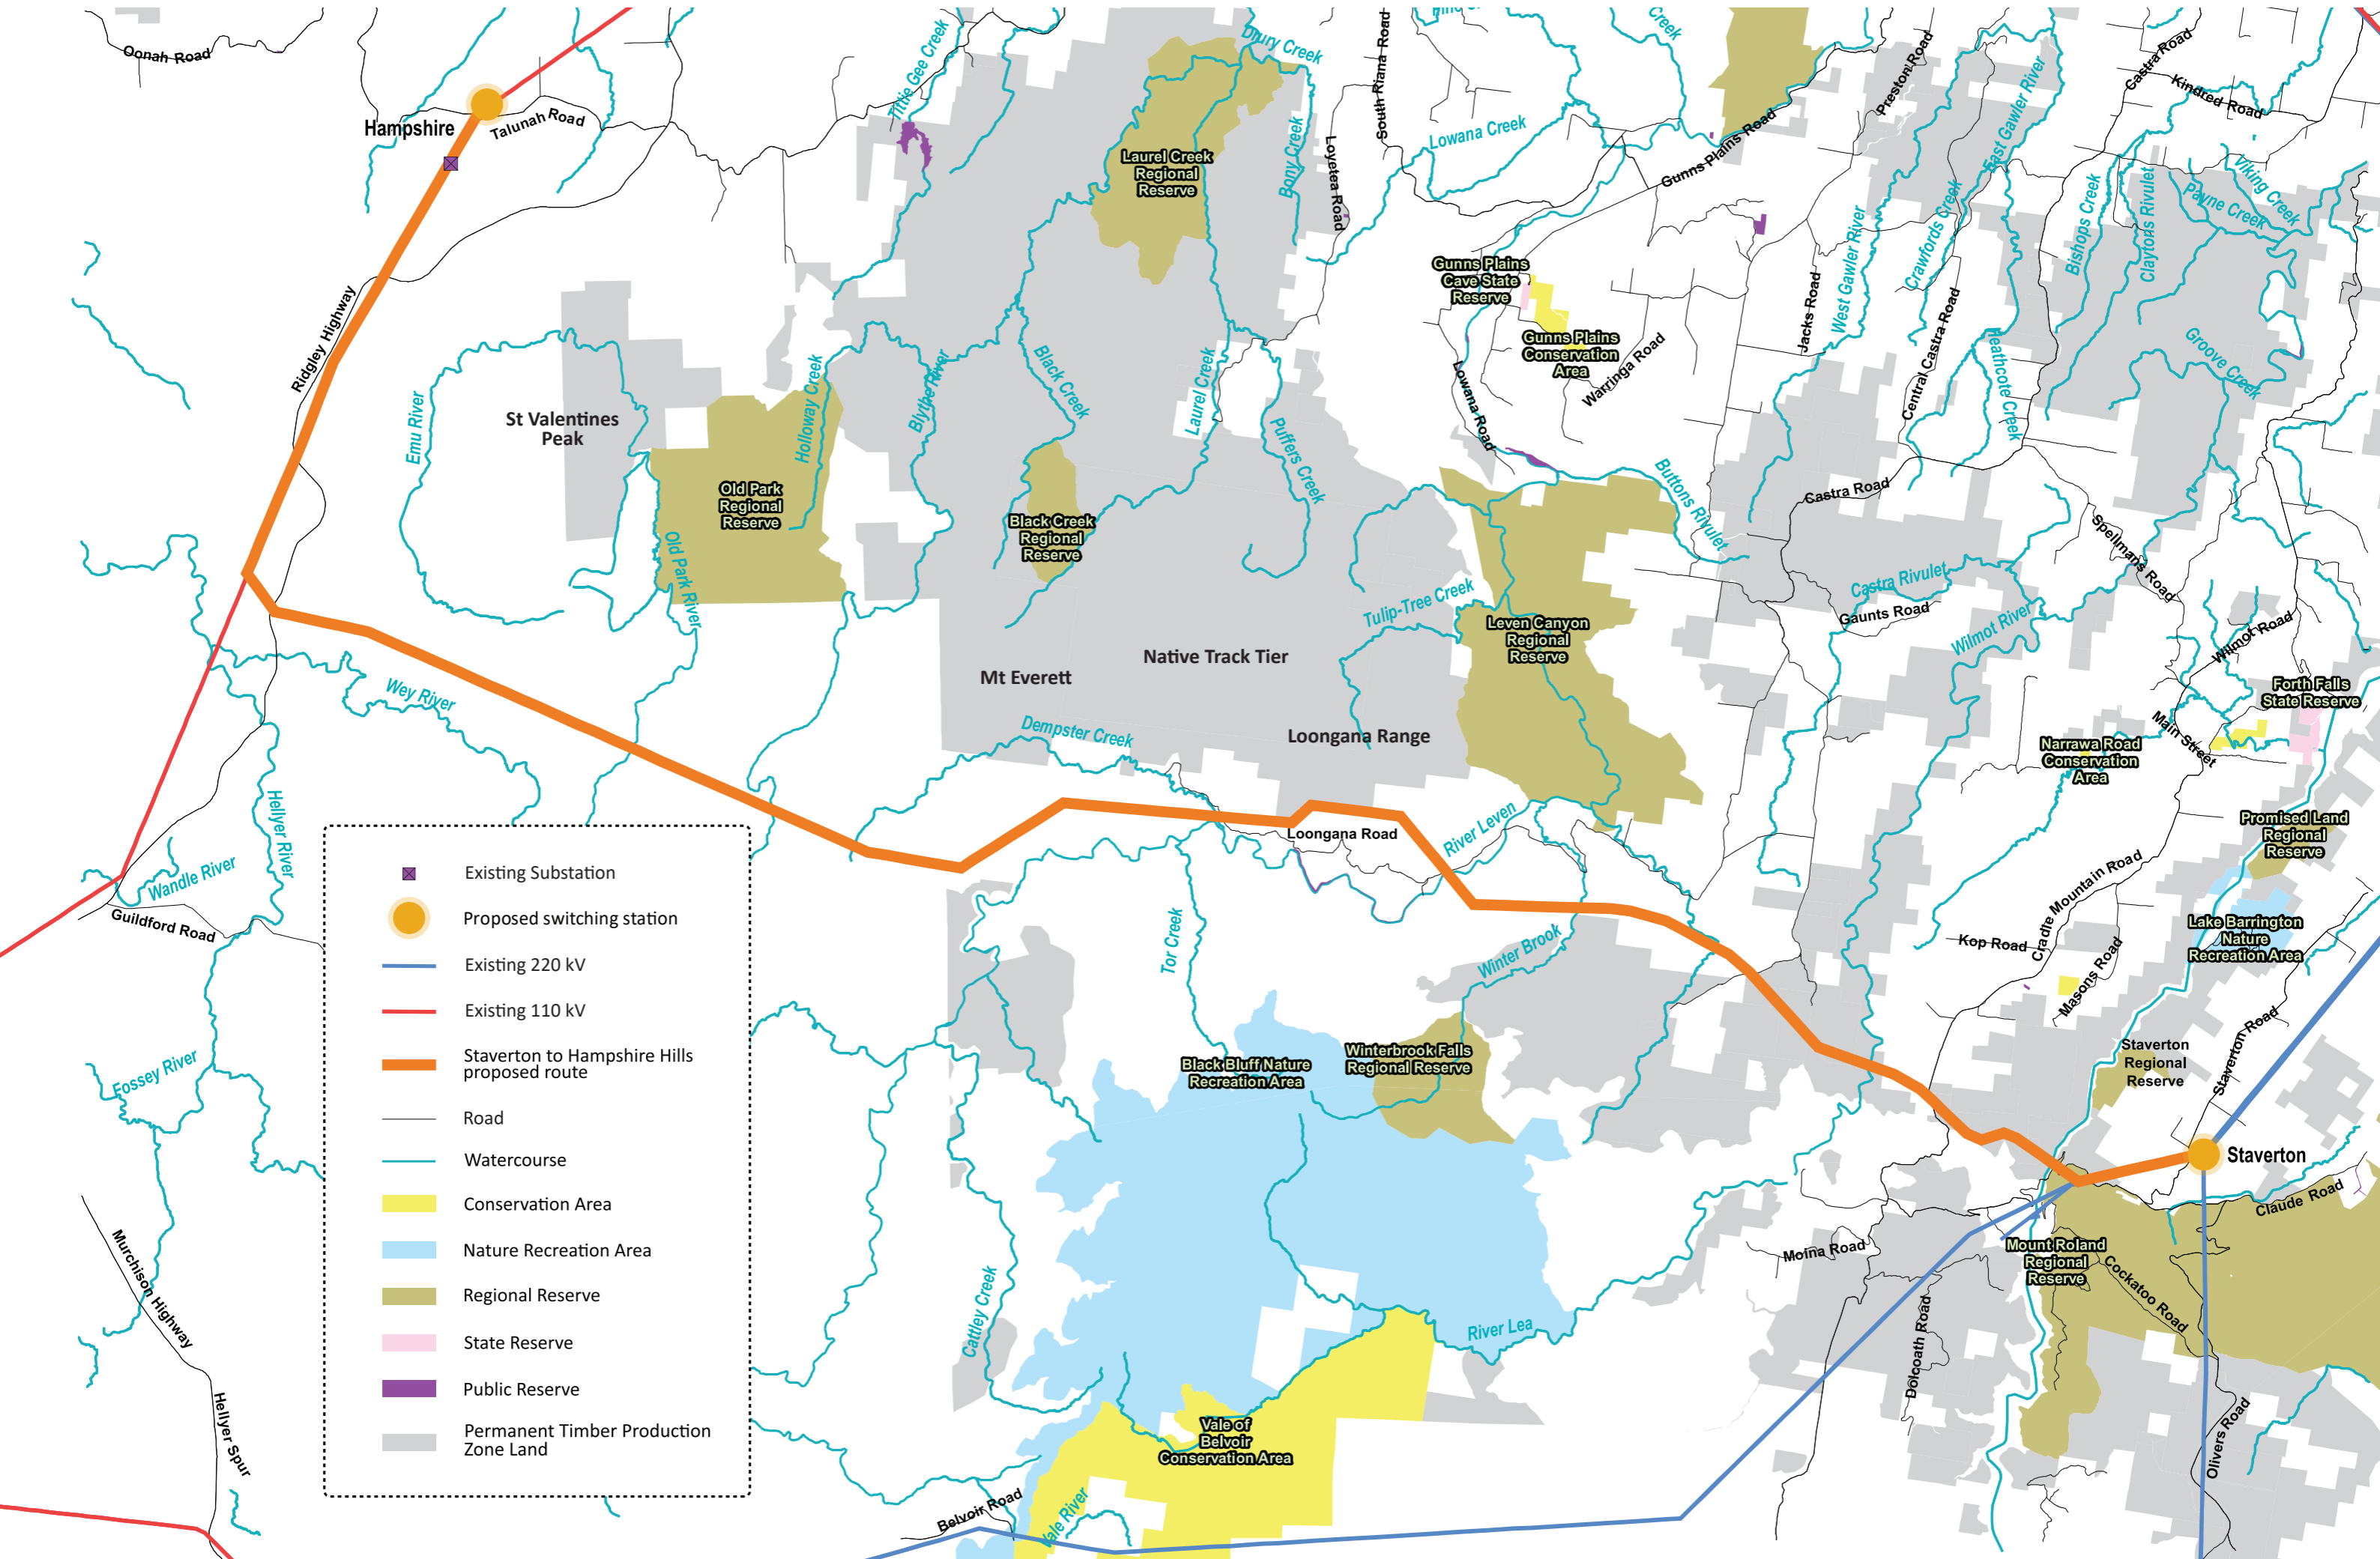 Oonah Road
Hampshire
Talunah Road
Tittle Gee Creek
Drury Creek
South Riana Road
Creek
Lowana Creek
Gunns Plains Road
Preston Road
East Gawler River
Castra Road
Kindred Road
Laurel Creek
Regional
Reserve
Bony Creek
Loyetea Road
Viking Creek
Payne Creek
Claytons Rivulet
Bishops Creek
Crawfords Creek
West Gawler River
Gunns Plains
Cave State
Reserve
Gunns Plains
Conservation
Area
Warringa Road
Lowana Road
Jacks Road
Central Castra Road
Heathcote Creek
Groove Creek
Ridgley Highway
Emu River
St Valentines
Peak
Holloway Creek
Blythe River
Black Creek
Laurel Creek
Puffers Creek
Old Park
Regional
Reserve
Old Park River
Black Creek
Regional
Reserve
Buttons Rivulet
Castra Road
Spellmans Road
Castra Rivulet
Gaunts Road
Wilmot River
Wilmot Road
Tulip-Tree Creek
Leven Canyon
Regional
Reserve
Native Track Tier
Mt Everett
Loongana Range
Dempster Creek
Wey River
Forth Falls
State Reserve
Main Street
Narrawa Road
Conservation
Area
Promised Land
Regional
Reserve
Hellyer River
Wandle River
Guildford Road
Loongana Road
River Leven
Cradle Mountain Road
Kop Road
Masons Road
Lake Barrington
Nature
Recreation Area
Tor Creek
Winter Brook
Staverton Road
Staverton
Regional
Reserve
Black Bluff Nature
Recreation Area
Winterbrook Falls
Regional Reserve
Fossey River
Staverton
Claude Road
Moina Road
Mount Roland
Regional
Reserve
Cockatoo Road
Dolcoath Road
Olivers Road
Murchison Highway
Hellyer Spur
Cattley Creek
River Lea
Vale of
Belvoir
Conservation Area
Belvoir Road
Vale River
Existing Substation
Proposed switching station
Existing 220 kV
Existing 110 kV
Staverton to Hampshire Hills
proposed route
Road
Watercourse
Conservation Area
Nature Recreation Area
Regional Reserve
State Reserve
Public Reserve
Permanent Timber Production
Zone Land